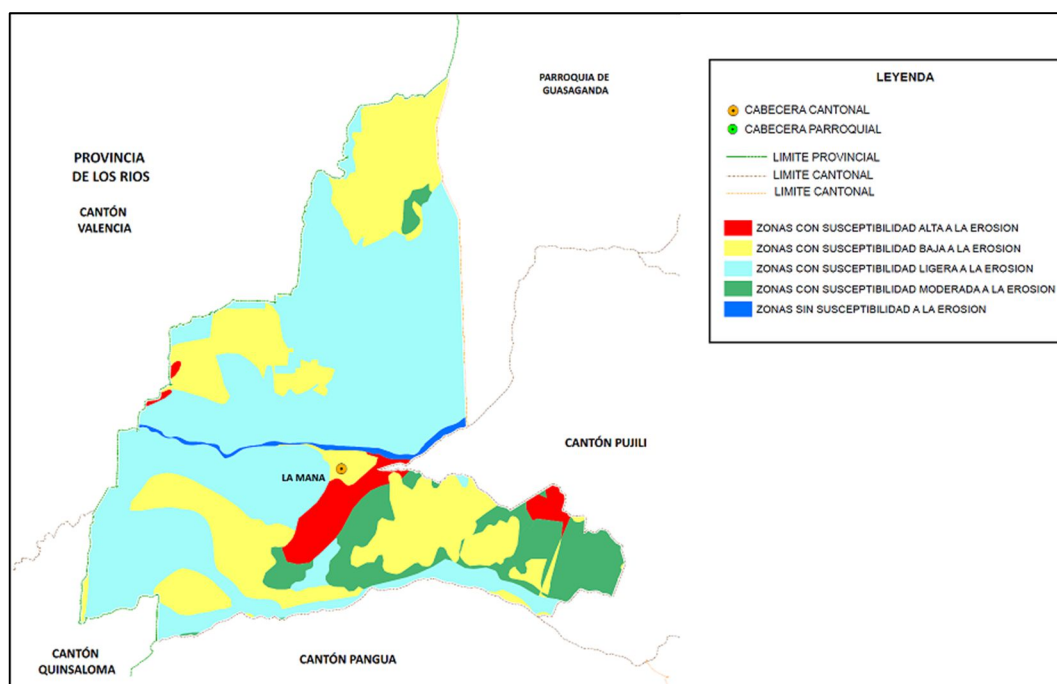 PARROQUIA DE
GUASAGANDA
PROVINCIA
DE LOS RIOS
CANTÓN
VALENCIA
LA MANA
CANTÓN PUJILI
CANTÓN
QUINSALOMA
CANTÓN PANGUA
LEYENDA
CABECERA CANTONAL
CABECERA PARROQUIAL
LIMITE PROVINCIAL
LIMITE CANTONAL
LIMITE CANTONAL
ZONAS CON SUSCEPTIBILIDAD ALTA A LA EROSION
ZONAS CON SUSCEPTIBILIDAD BAJA A LA EROSION
ZONAS CON SUSCEPTIBILIDAD LIGERA A LA EROSION
ZONAS CON SUSCEPTIBILIDAD MODERADA A LA EROSION
ZONAS SIN SUSCEPTIBILIDAD A LA EROSION